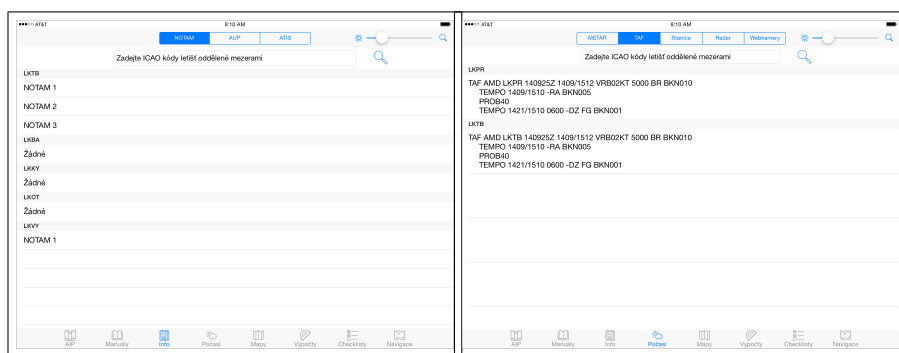 AT&T 8:10 AM
NOTAM AUP ATIS
Zadejte ICAO kódy letišť oddělené mezerami
LKTB
NOTAM 1
NOTAM 2
NOTAM 3
LKBA
Žádné
LKKY
Žádné
LKOT
Žádné
LKVY
NOTAM 1
AIP Manuály Info Počasí Mapy Výpočty Checklisty Navigace
AT&T 8:10 AM
METAR TAF Stanice Radar Webkamery
Zadejte ICAO kódy letišť oddělené mezerami
LKPR
TAF AMD LKPR 140925Z 1409/1512 VRB02KT 5000 BR BKN010
TEMPO 1409/1510 -RA BKN005
PROB40
TEMPO 1421/1510 0600 -DZ FG BKN001
LKTB
TAF AMD LKTB 140925Z 1409/1512 VRB02KT 5000 BR BKN010
TEMPO 1409/1510 -RA BKN005
PROB40
TEMPO 1421/1510 0600 -DZ FG BKN001
AIP Manuály Info Počasí Mapy Výpočty Checklisty Navigace